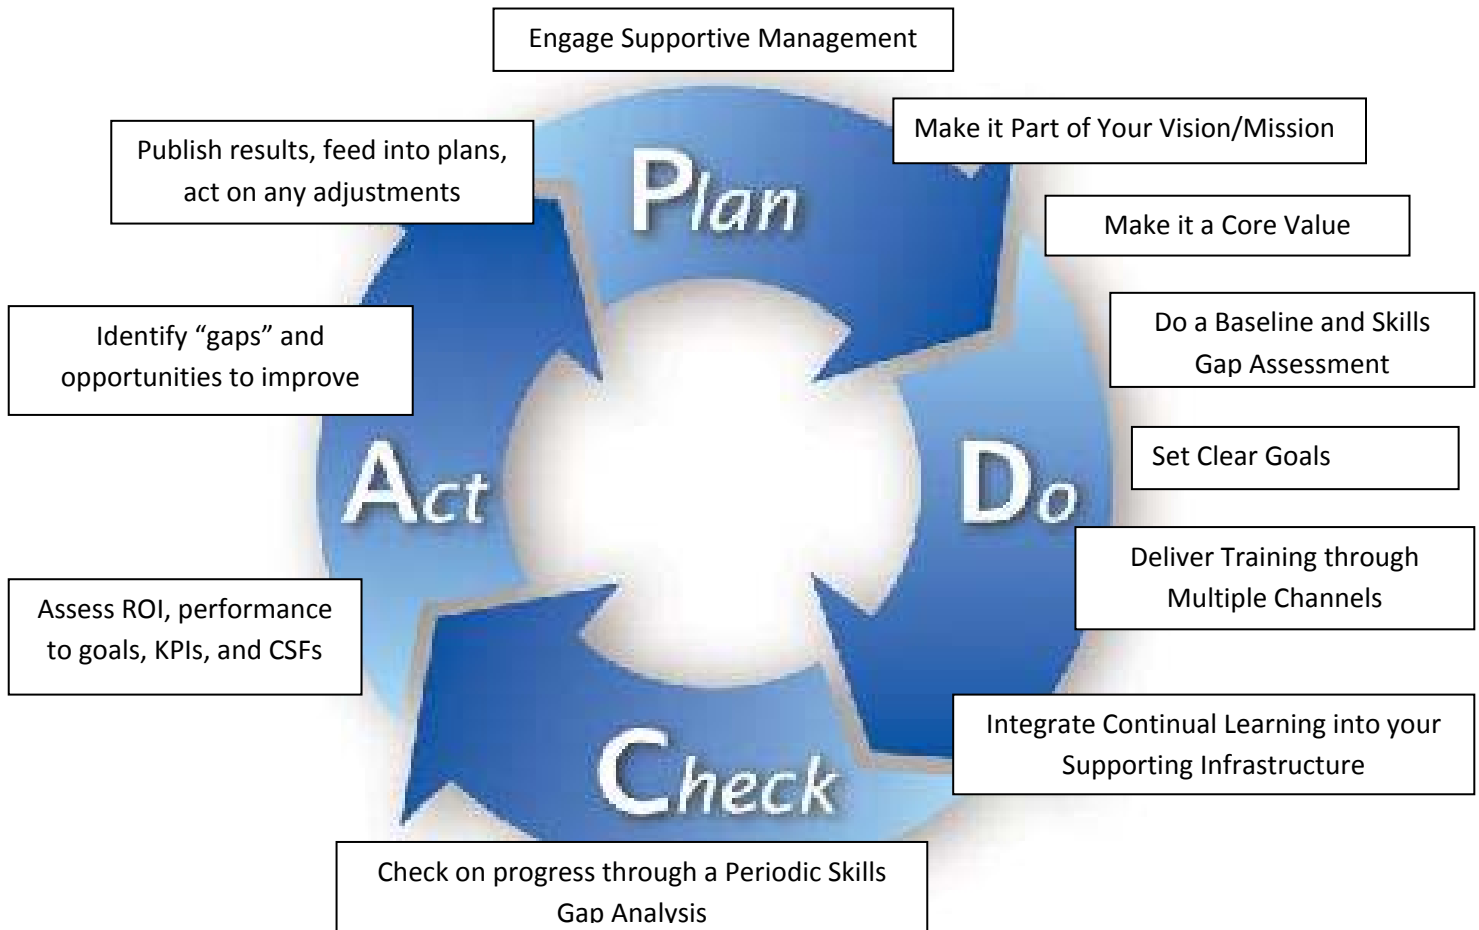 Engage Supportive Management
Make it Part of Your Vision/Mission
Publish results, feed into plans,
act on any adjustments
Plan
Make it a Core Value
Identify “gaps” and
opportunities to improve
Do a Baseline and Skills
Gap Assessment
Act
Do
Set Clear Goals
Deliver Training through
Multiple Channels
Assess ROI, performance
to goals, KPIs, and CSFs
Integrate Continual Learning into your
Supporting Infrastructure
Check
Check on progress through a Periodic Skills
Gap Analysis